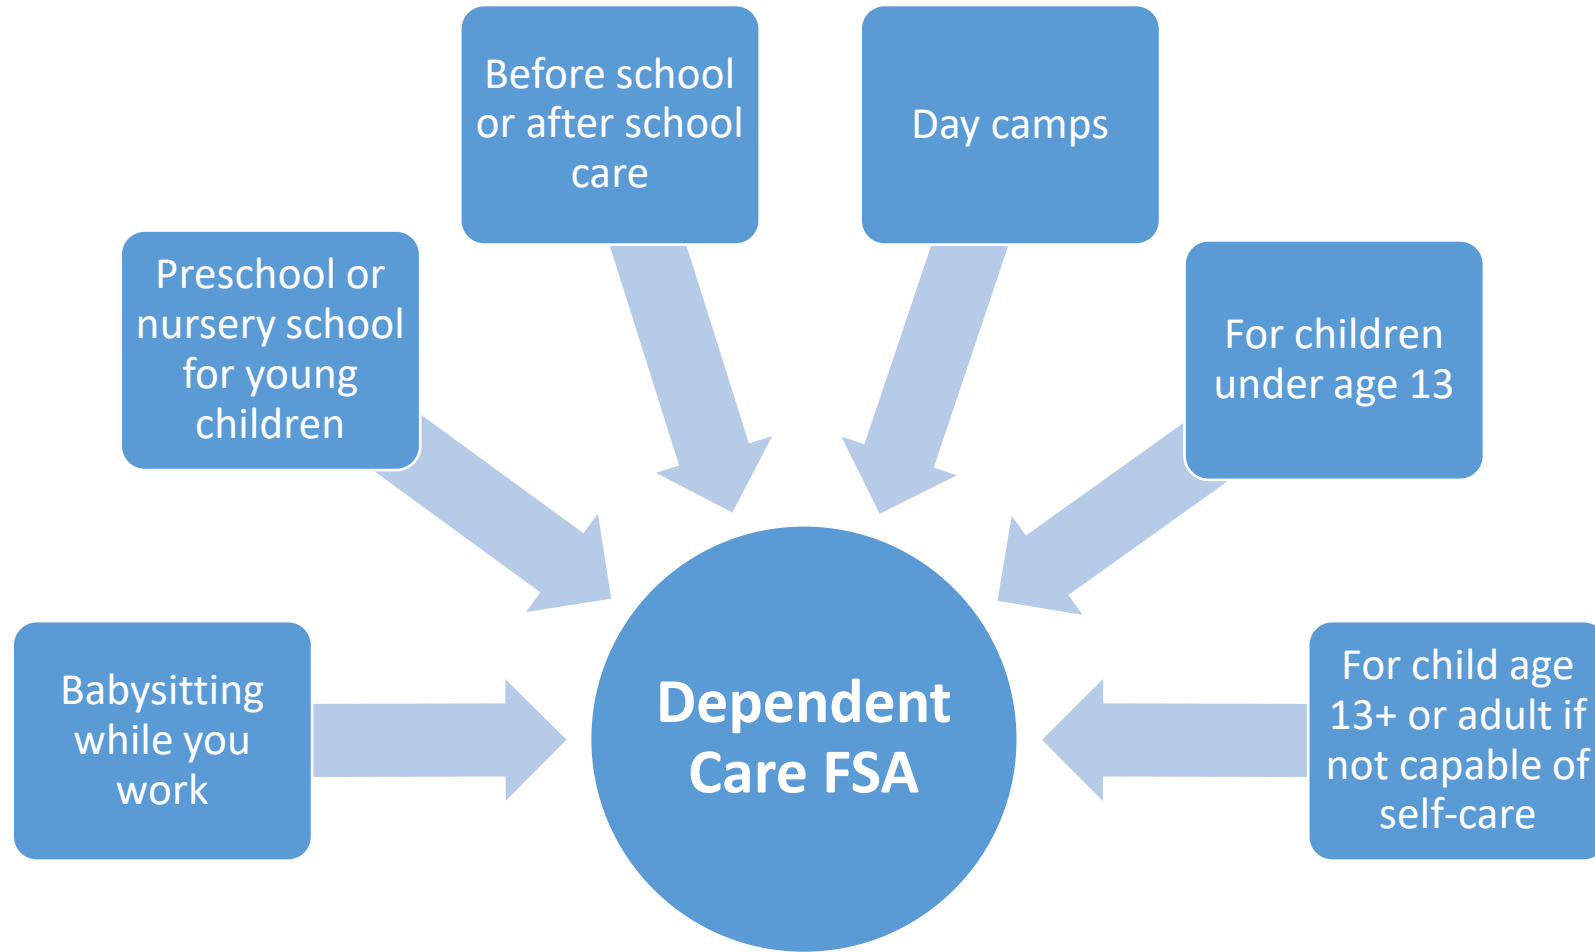 Before school
or after school
care
Day camps
Preschool or
nursery school
for young
children
For children
under age 13
Babysitting
while you
work
Dependent
Care FSA
For child age
13+ or adult if
not capable of
self-care